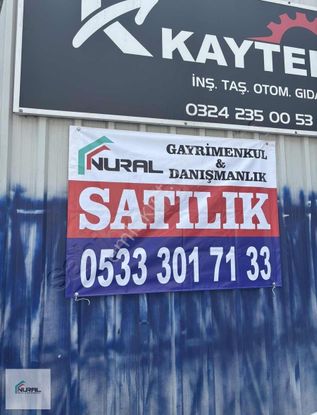 KAYTE
İNŞ. TAŞ. OTOM. GIDA
0324 235 00 53
NURAL
GAYRİMENKUL
&
DANIŞMANLIK
SATILIK
0533 301 71 33
NURAL